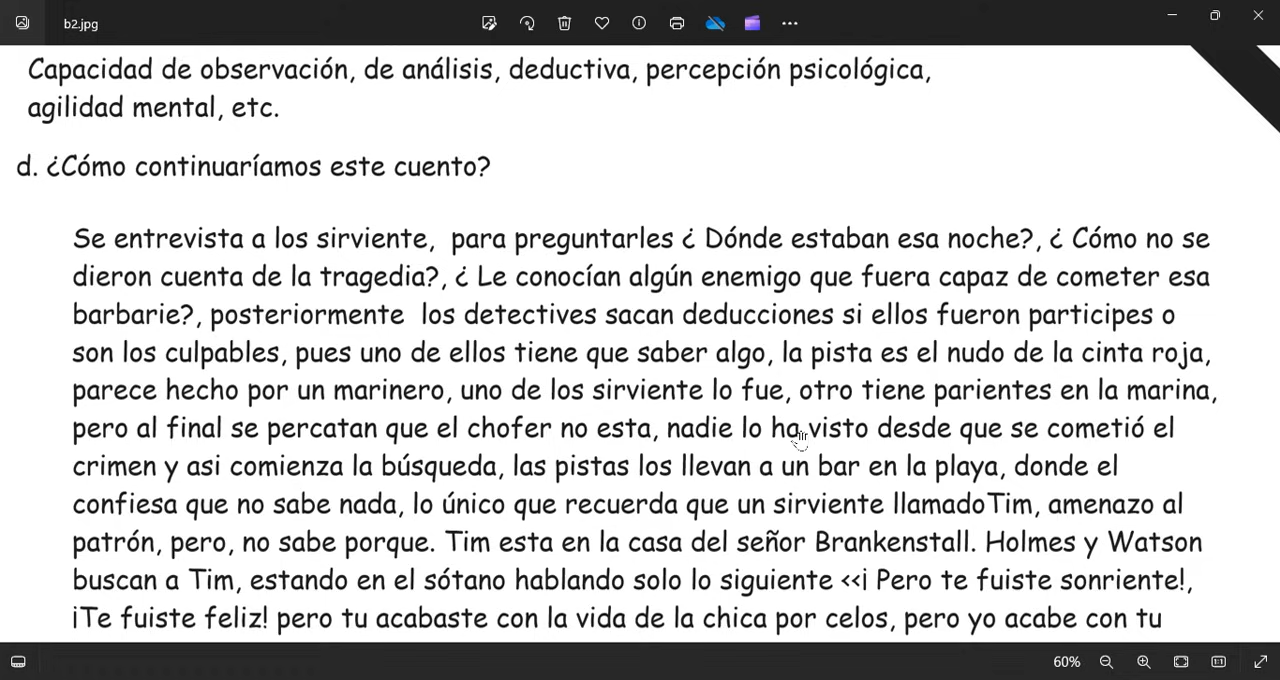 b2.jpg
Capacidad de observación, de análisis, deductiva, percepción psicológica,
agilidad mental, etc.
d. ¿Cómo continuaríamos este cuento?
Se entrevista a los sirviente, para preguntarles ¿ Dónde estaban esa noche?, ¿ Cómo no se
dieron cuenta de la tragedia?, ¿ Le conocían algún enemigo que fuera capaz de cometer esa
barbarie?, posteriormente los detectives sacan deducciones si ellos fueron participes o
son los culpables, pues uno de ellos tiene que saber algo, la pista es el nudo de la cinta roja,
parece hecho por un marinero, uno de los sirviente lo fue, otro tiene parientes en la marina,
pero al final se percatan que el chofer no esta, nadie lo ha visto desde que se cometió el
crimen y asi comienza la búsqueda, las pistas los llevan a un bar en la playa, donde el
confiesa que no sabe nada, lo único que recuerda que un sirviente llamadoTim, amenazo al
patrón, pero, no sabe porque. Tim esta en la casa del señor Brankenstall. Holmes y Watson
buscan a Tim, estando en el sótano hablando solo lo siguiente <<¡ Pero te fuiste sonriente!,
¡Te fuiste feliz! pero tu acabaste con la vida de la chica por celos, pero yo acabe con tu
60%